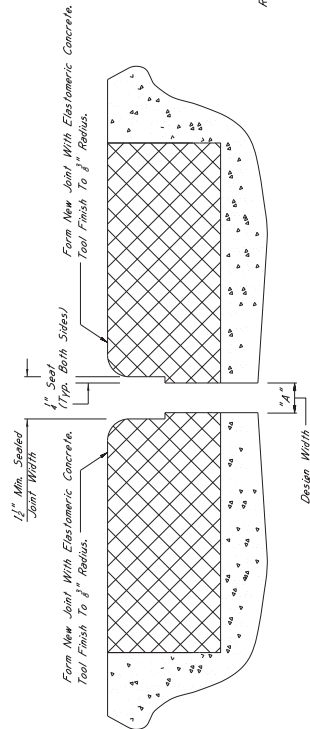 Form New Joint With Elastomeric Concrete.
Tool Finish To ⅜" Radius.
1½" Min. Sealed
Joint Width
¼" Seat
(Typ. Both Sides)
Form New Joint With Elastomeric Concrete.
Tool Finish To ⅜" Radius.
"A"
Design Width